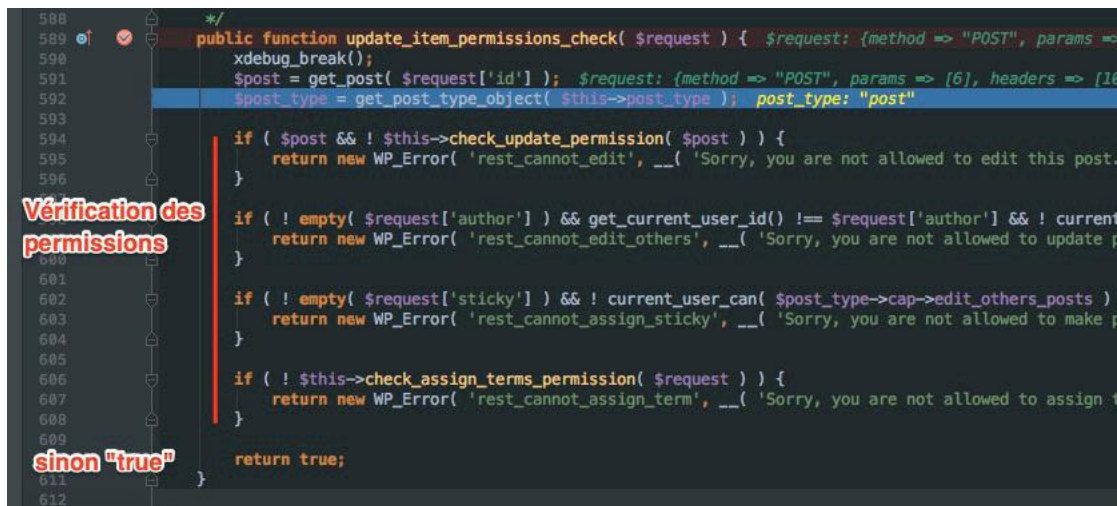 588 */
589 public function update_item_permissions_check( $request ) { $request: {method => "POST", params =>
590 xdebug_break();
591 $post = get_post( $request['id'] ); $request: {method => "POST", params => [6], headers => [10
592 $post_type = get_post_type_object( $this->post_type ); post_type: "post"
593
594 if ( $post && ! $this->check_update_permission( $post ) ) {
595 return new WP_Error( 'rest_cannot_edit', __( 'Sorry, you are not allowed to edit this post.
596 }
Vérification des
permissions
if ( ! empty( $request['author'] ) && get_current_user_id() !== $request['author'] && ! current
return new WP_Error( 'rest_cannot_edit_others', __( 'Sorry, you are not allowed to update p
600 }
601
602 if ( ! empty( $request['sticky'] ) && ! current_user_can( $post_type->cap->edit_others_posts )
603 return new WP_Error( 'rest_cannot_assign_sticky', __( 'Sorry, you are not allowed to make p
604 }
605
606 if ( ! $this->check_assign_terms_permission( $request ) ) {
607 return new WP_Error( 'rest_cannot_assign_term', __( 'Sorry, you are not allowed to assign t
608 }
609
sinon "true"
return true;
611 }
612